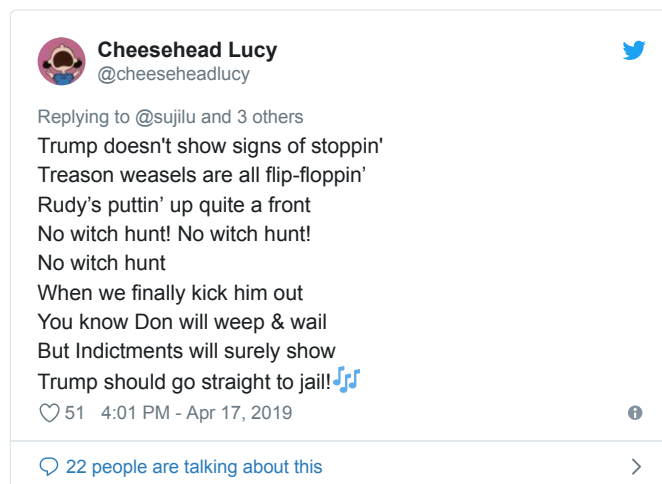 Cheesehead Lucy
@cheeseheadlucy
Replying to @sujilu and 3 others
Trump doesn't show signs of stoppin'
Treason weasels are all flip-floppin’
Rudy’s puttin’ up quite a front
No witch hunt! No witch hunt!
No witch hunt
When we finally kick him out
You know Don will weep & wail
But Indictments will surely show
Trump should go straight to jail!🎶
51 4:01 PM - Apr 17, 2019
22 people are talking about this